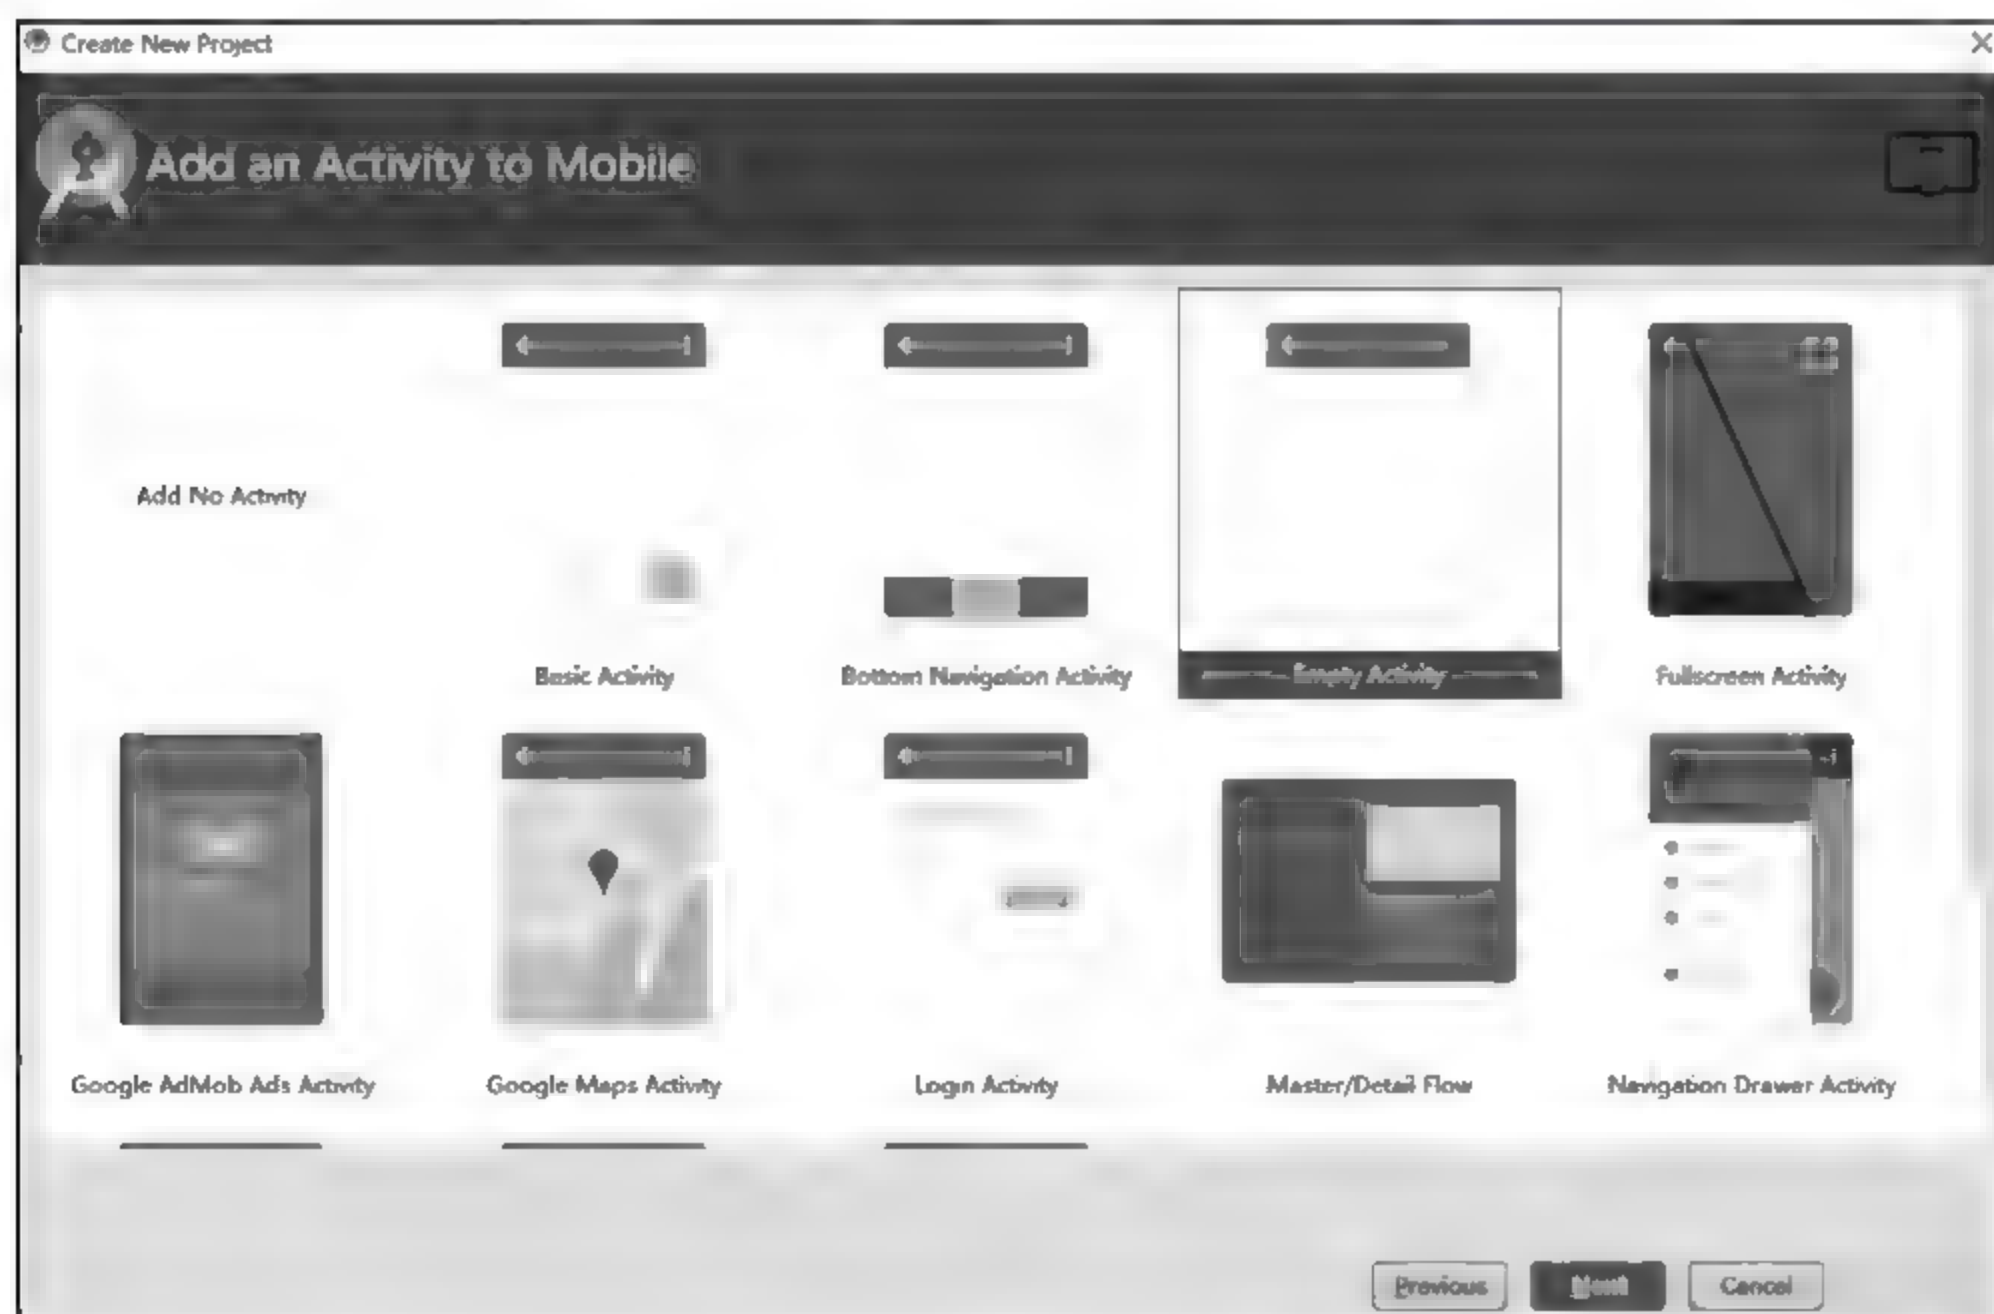 Create New Project
Add an Activity to Mobile
Add No Activity
Basic Activity
Bottom Navigation Activity
Empty Activity
Fullscreen Activity
Google AdMob Ads Activity
Google Maps Activity
Login Activity
Master/Detail Flow
Navigation Drawer Activity
Previous
Next
Cancel